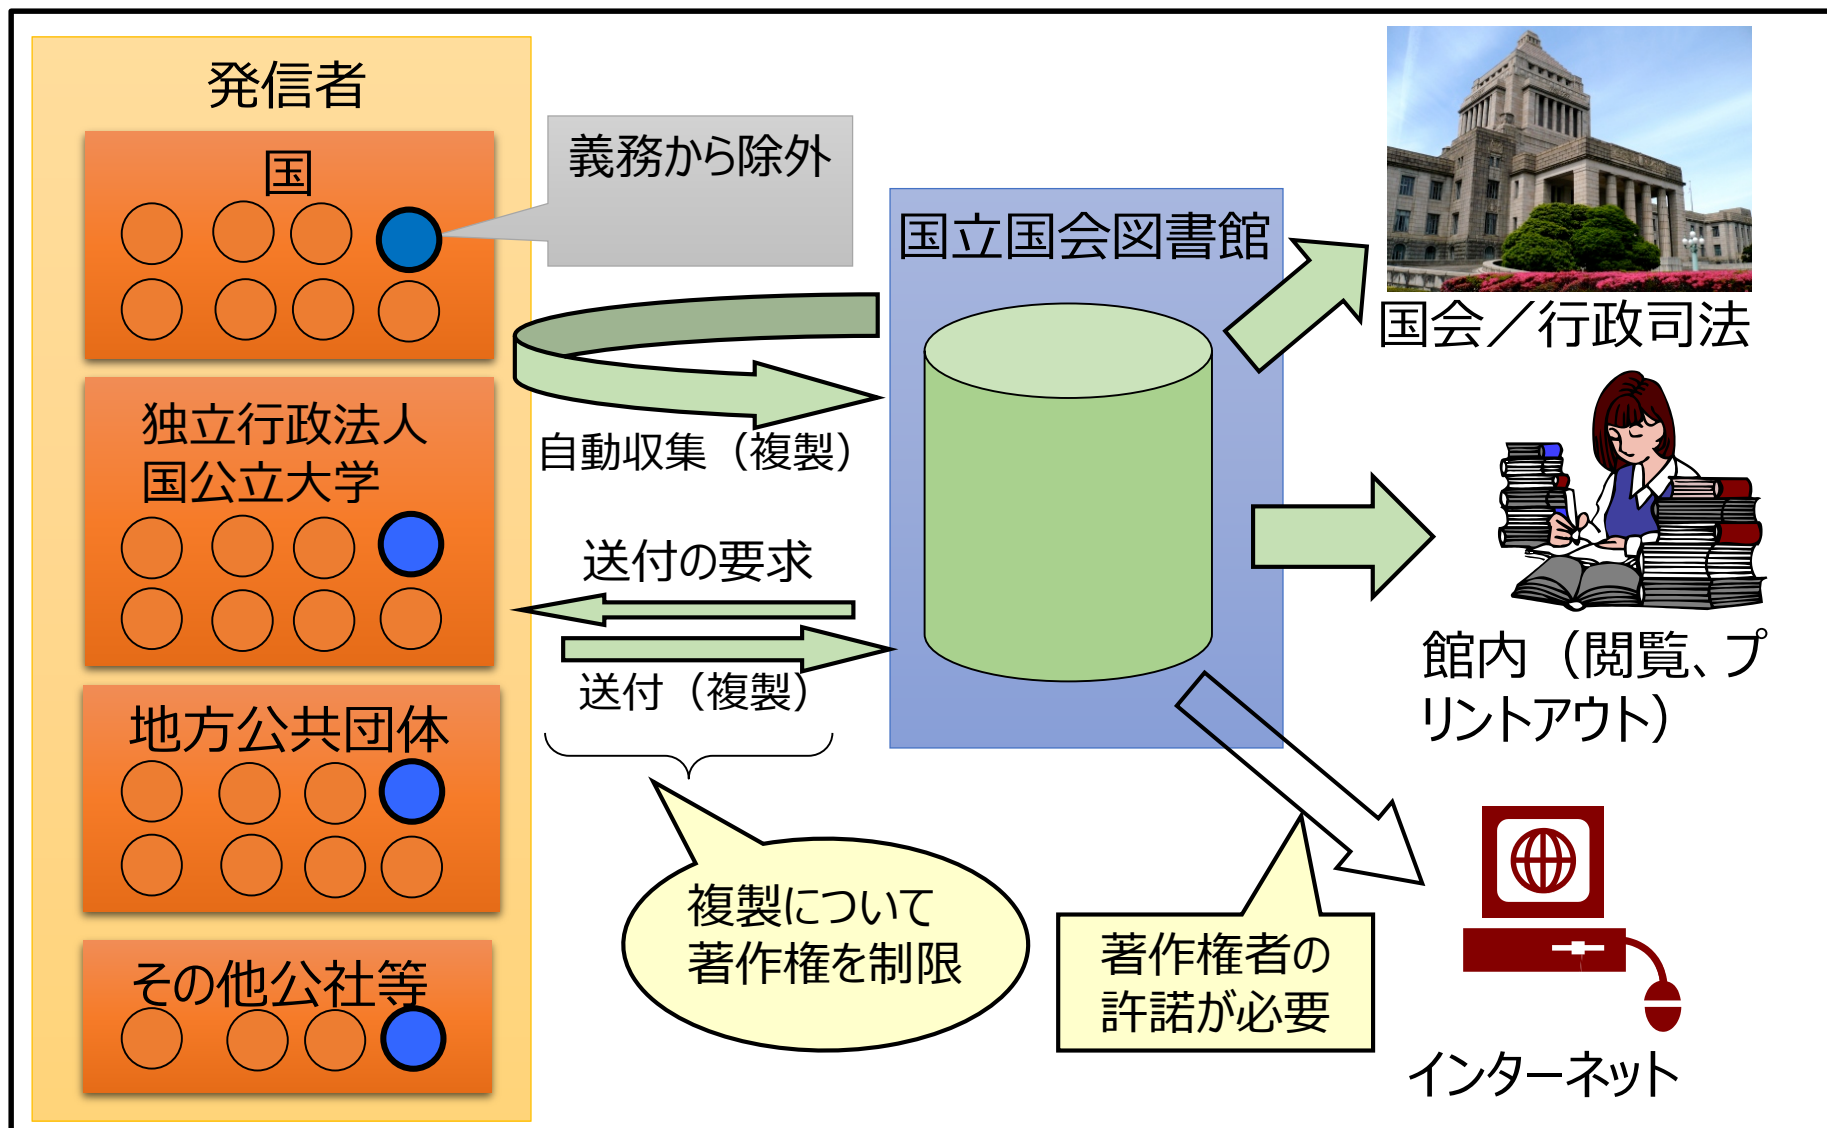 発信者
国
義務から除外
独立行政法人
国公立大学
地方公共団体
その他公社等
自動収集（複製）
送付の要求
送付（複製）
複製について
著作権を制限
国立国会図書館
著作権者の
許諾が必要
国会／行政司法
館内（閲覧、プ
リントアウト）
インターネット